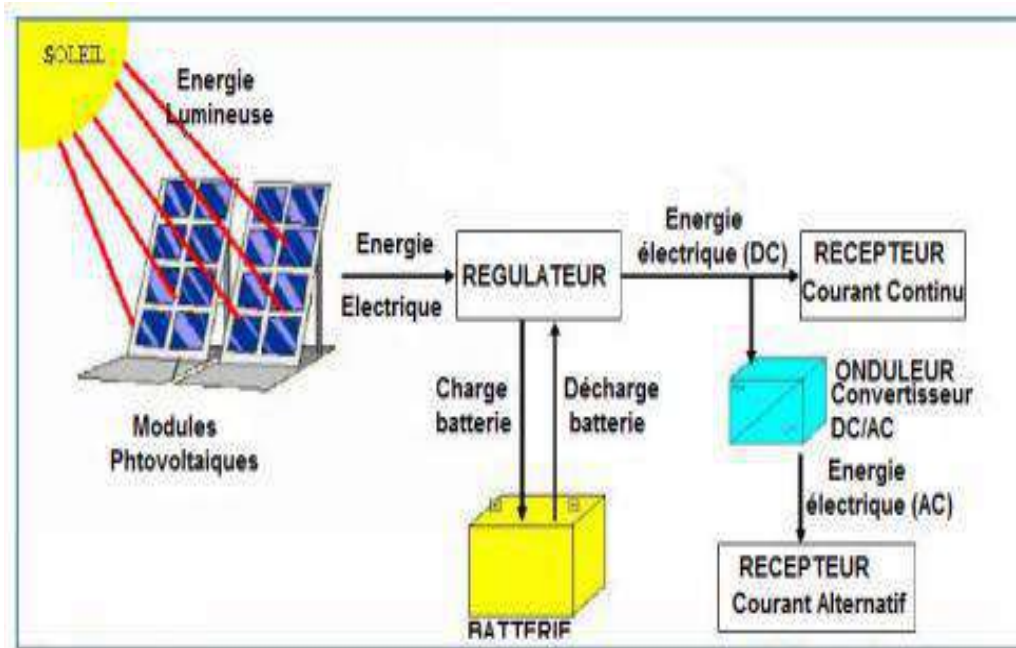 SOLEIL
Energie
Lumineuse
Modules
Phtovoltaiques
Energie
Electrique
REGULATEUR
Charge
batterie
Décharge
batterie
BATTERIE
Energie
électrique (DC)
RECEPTEUR
Courant Continu
ONDULEUR
Convertisseur
DC/AC
Energie
électrique (AC)
RECEPTEUR
Courant Alternatif